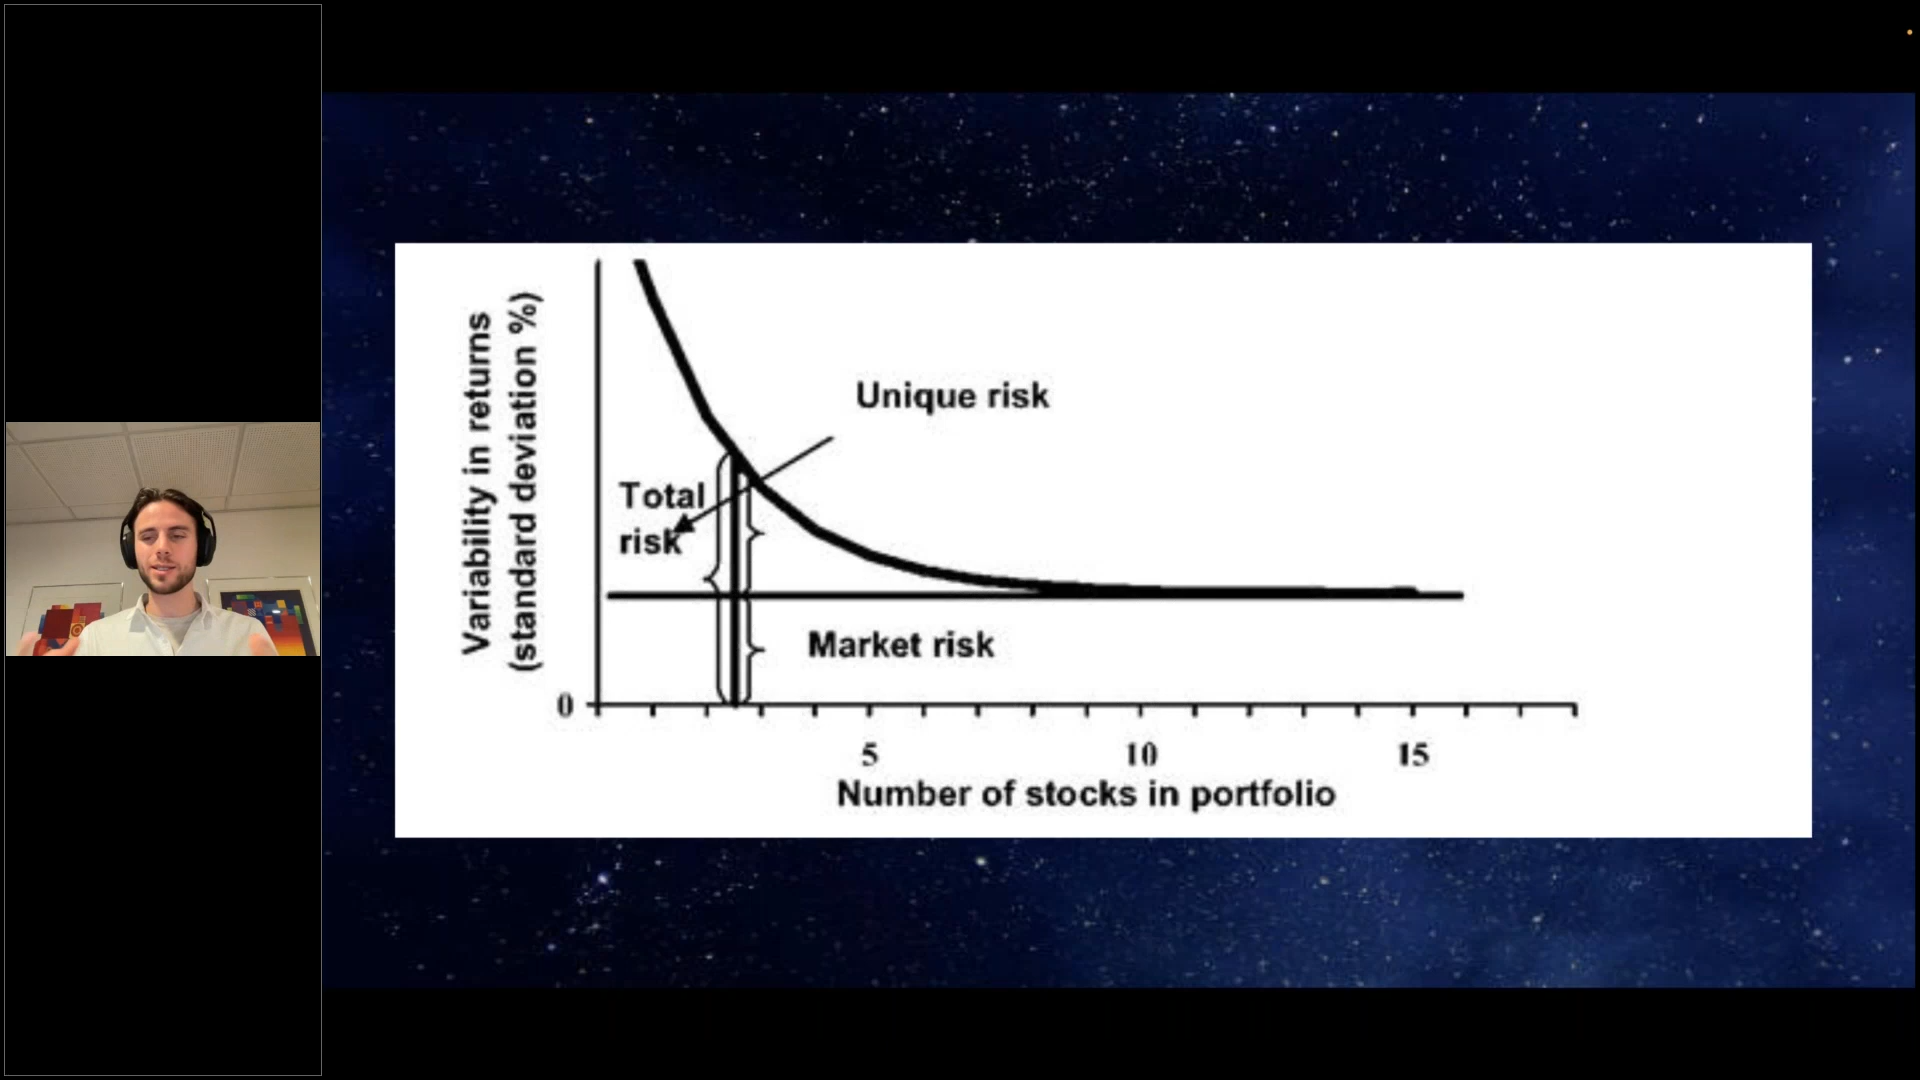 Variability in returns
(standard deviation %)
Unique risk
Total
risk
Market risk
0
5
10
15
Number of stocks in portfolio